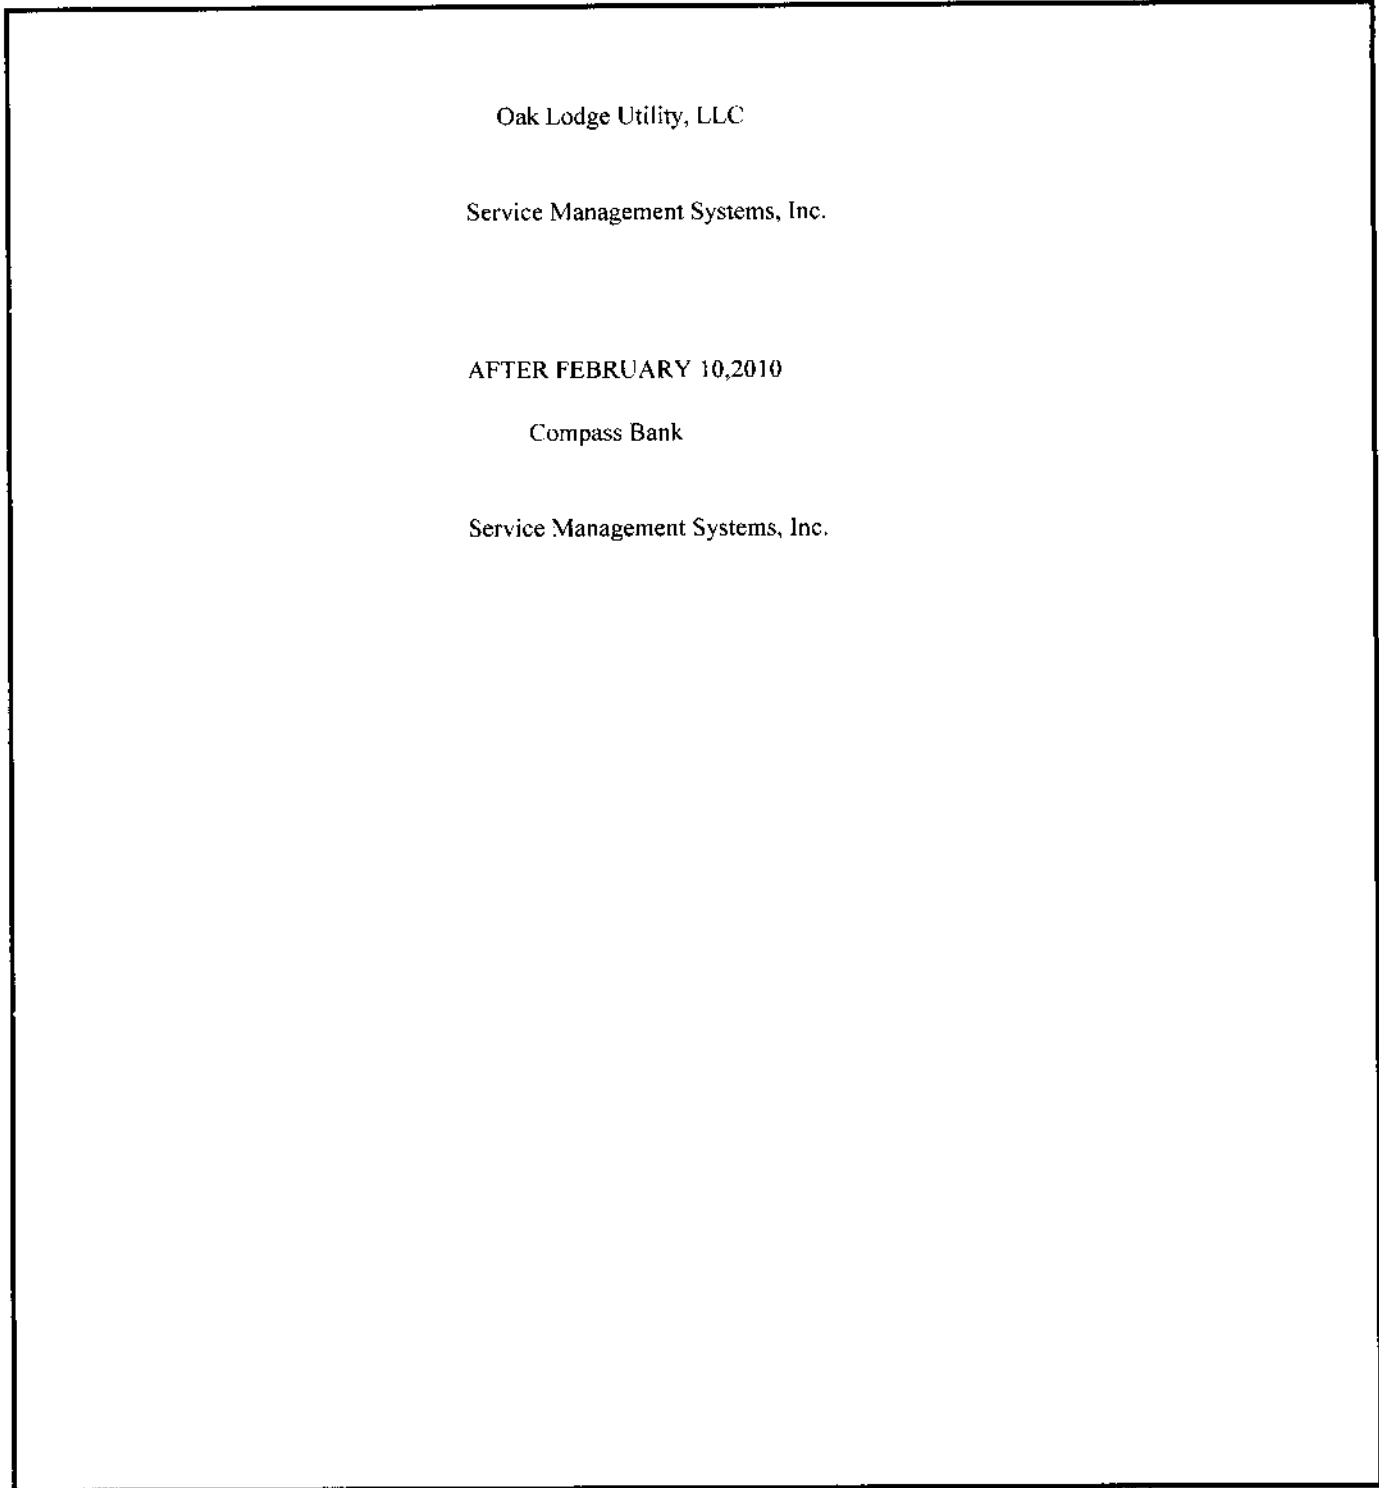 Oak Lodge Utility, LLC
Service Management Systems, Inc.
AFTER FEBRUARY 10,2010
Compass Bank
Service Management Systems, Inc.